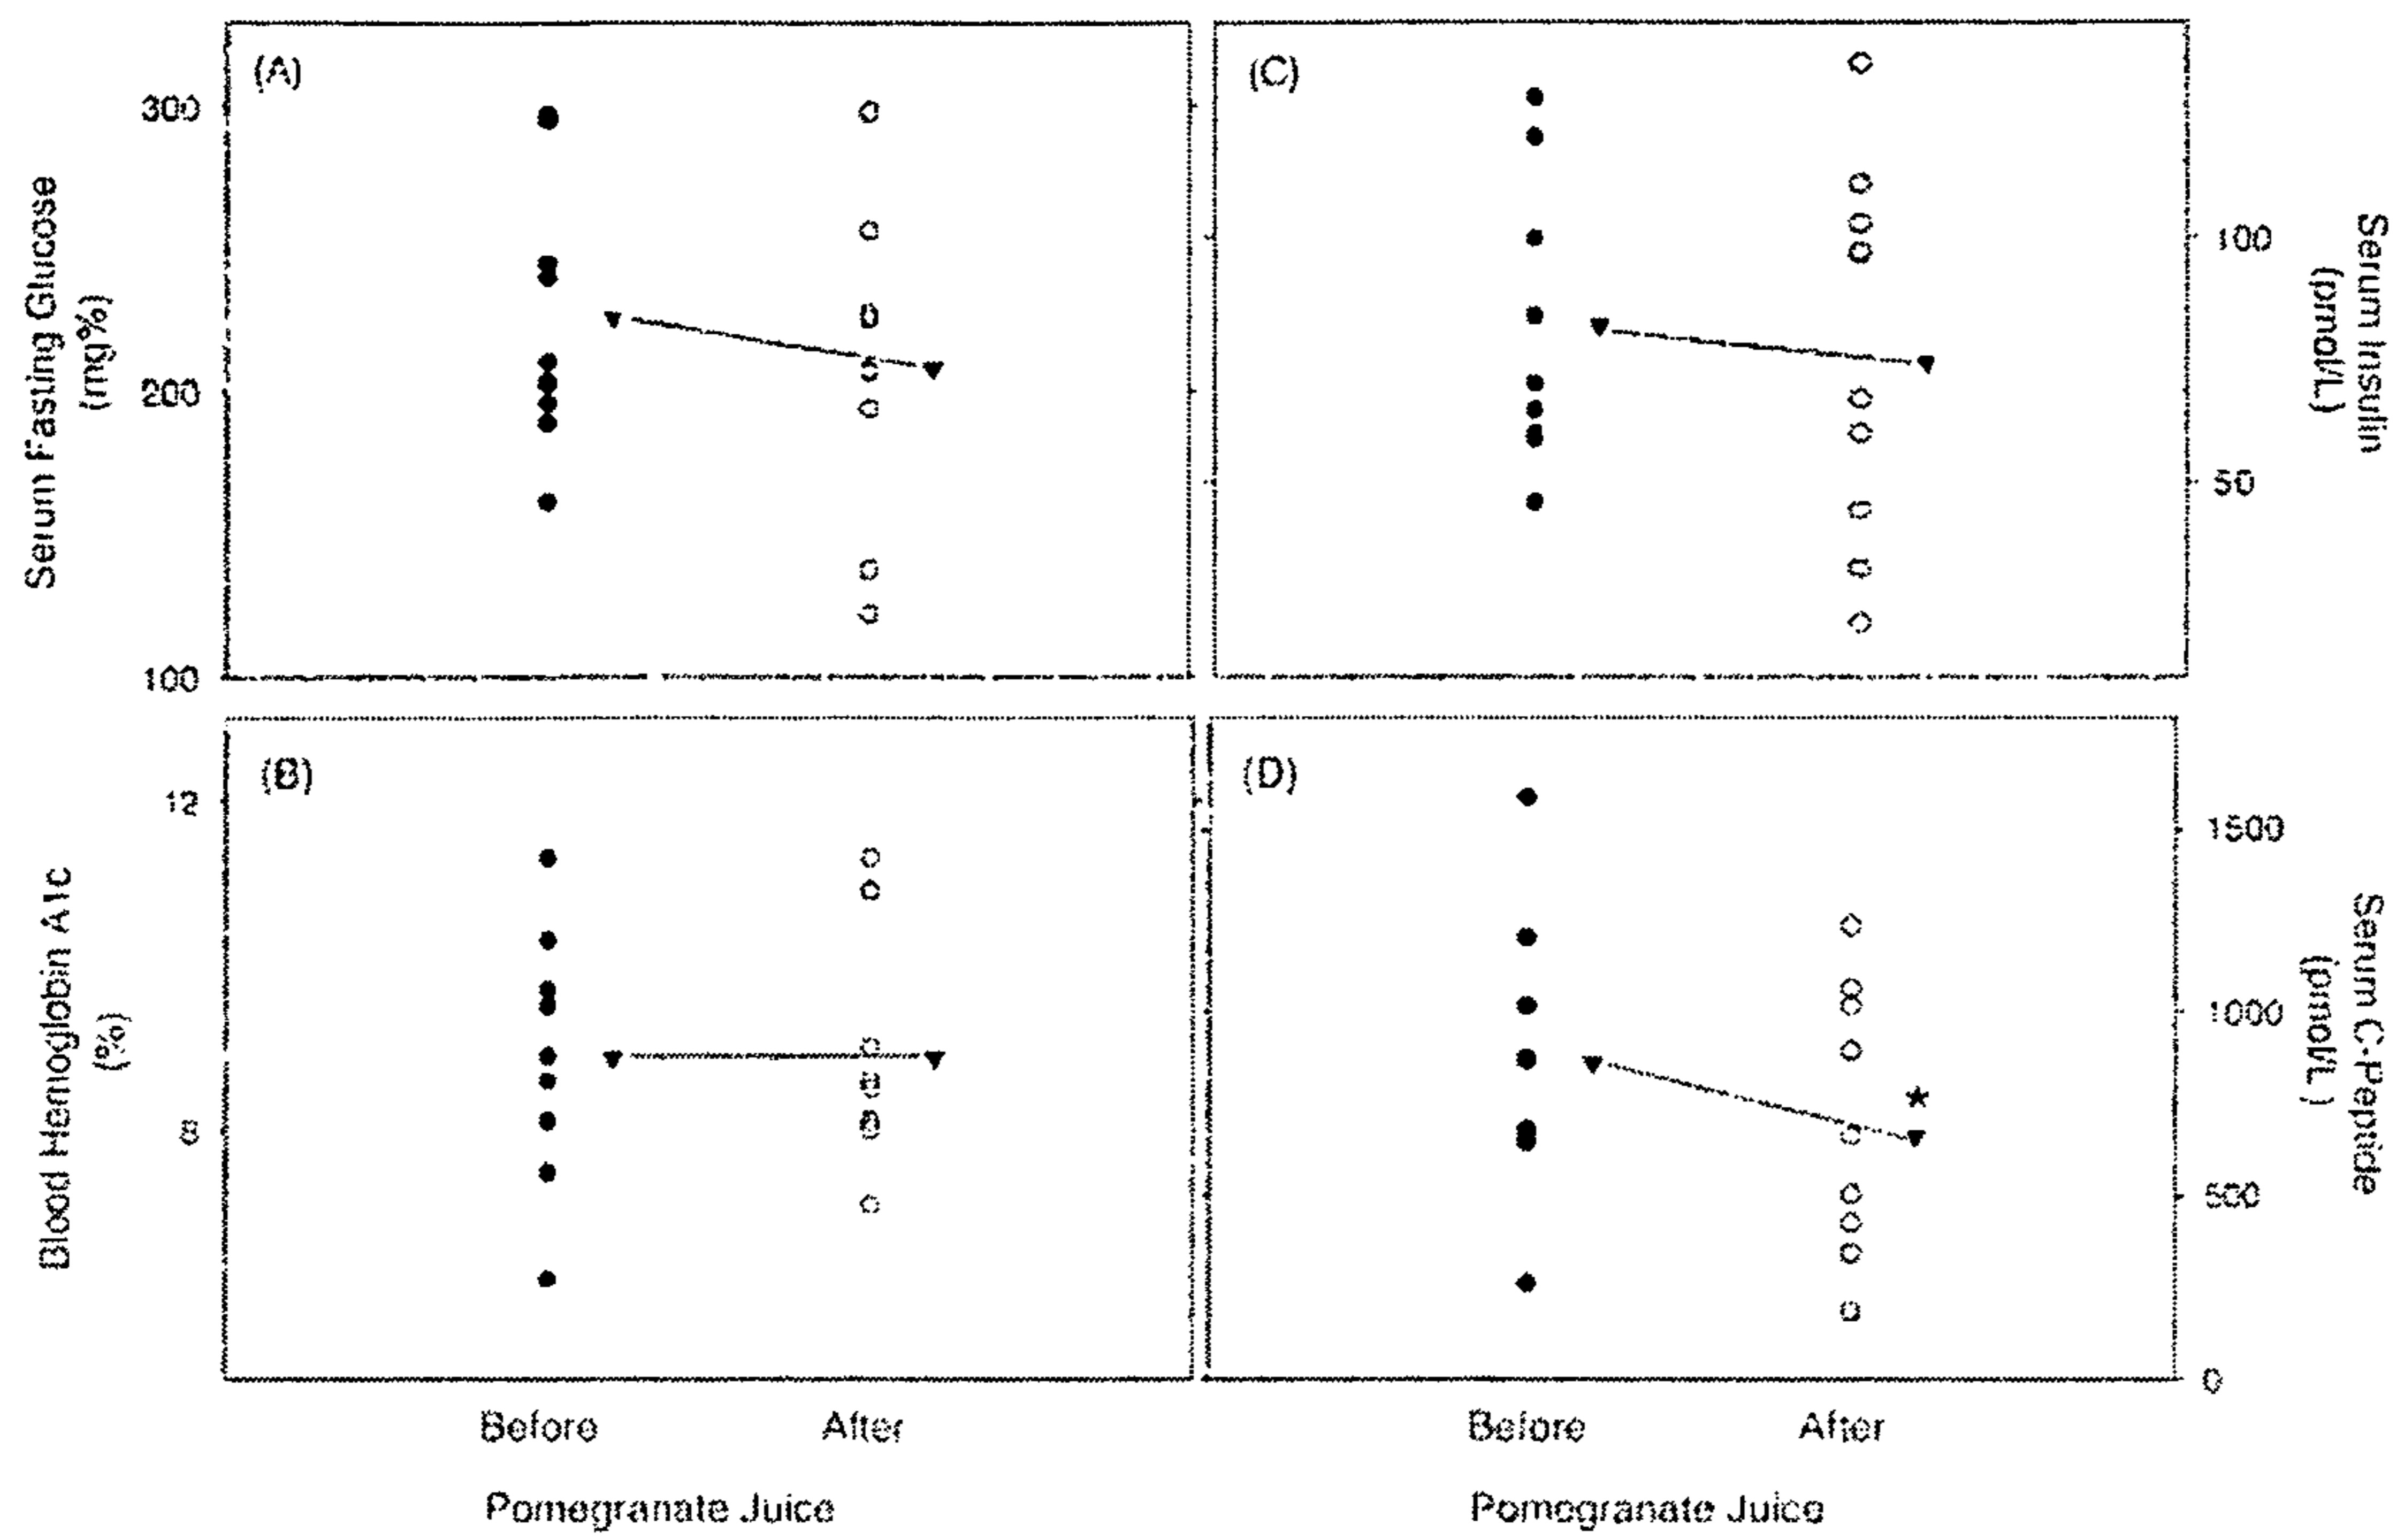 (A)
300
200
100
Serum Fasting Glucose
(mg%)
(C)
100
50
Serum Insulin
(pmol/L)
(B)
12
8
Blood Hemoglobin A1c
(%)
(D)
1500
1000
500
0
Serum C-Peptide
(pmol/L )
★
Before After
Pomegranate Juice
Before After
Pomegranate Juice